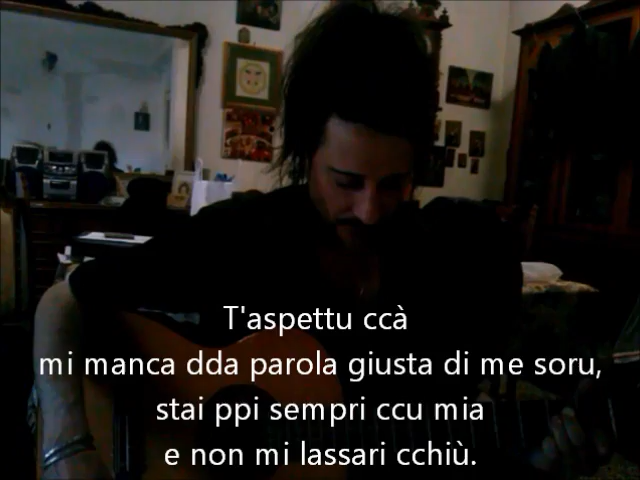 T'aspettu ccà
mi manca dda parola giusta di me soru,
stai ppi sempri ccu mia
e non mi lassari cchiù.